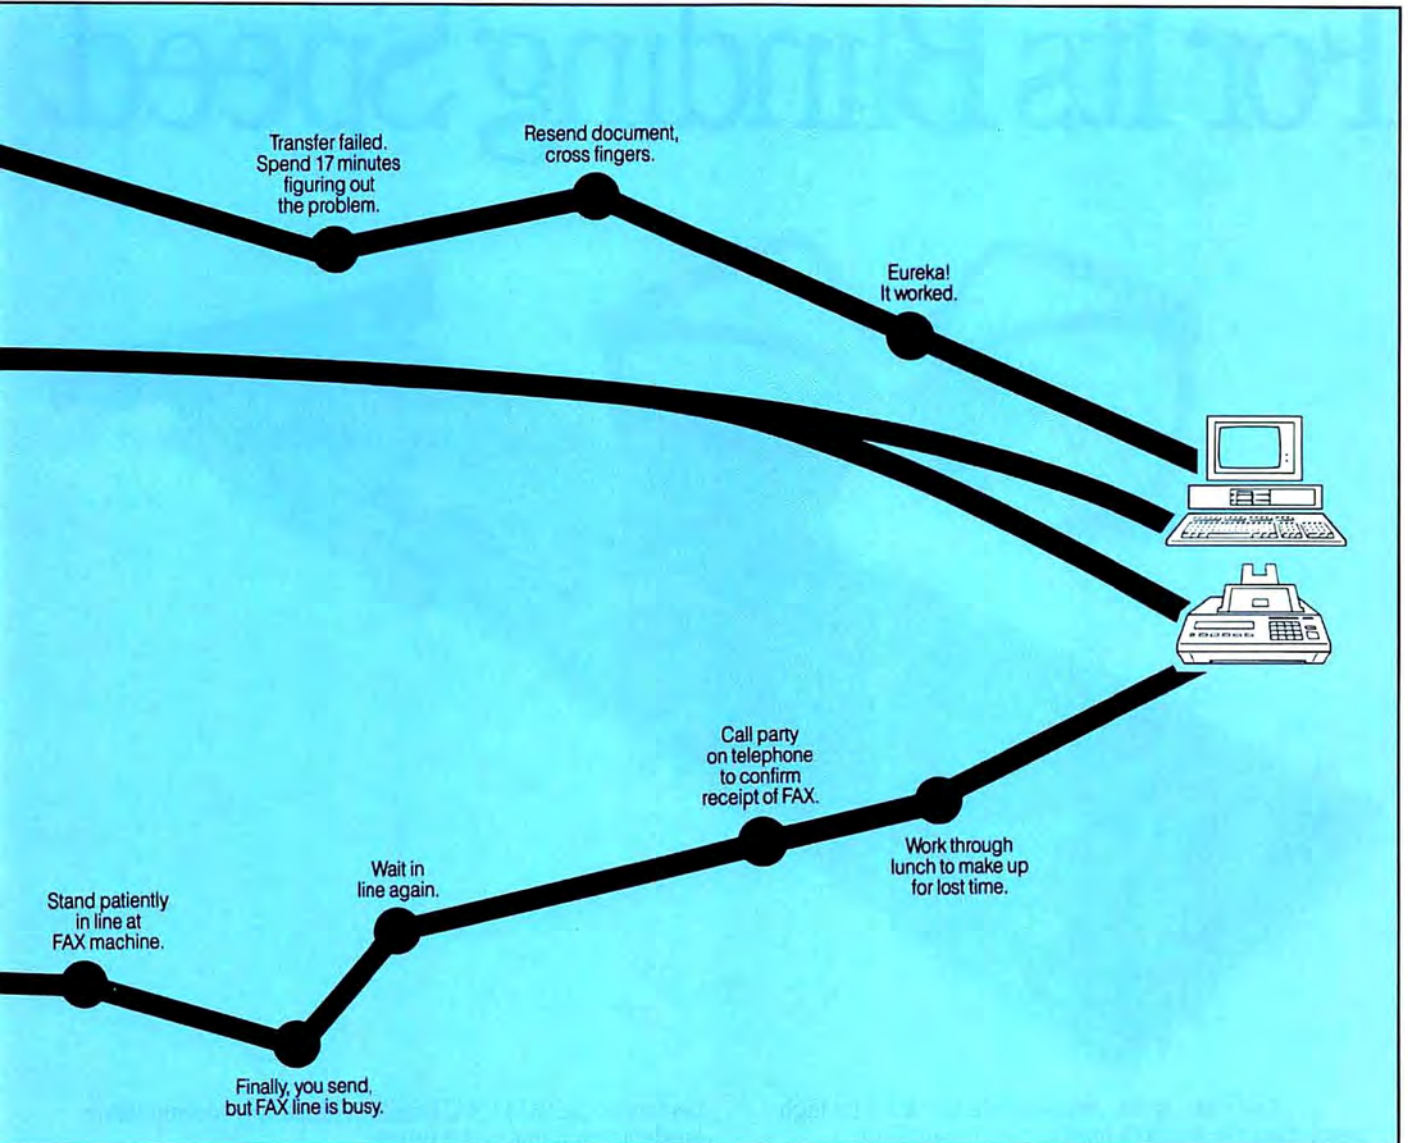 Transfer failed.
Spend 17 minutes
figuring out
the problem.
Resend document,
cross fingers.
Eureka!
It worked.
Call party
on telephone
to confirm
receipt of FAX.
Work through
lunch to make up
for lost time.
Wait in
line again.
Stand patiently
in line at
FAX machine.
Finally, you send,
but FAX line is busy.